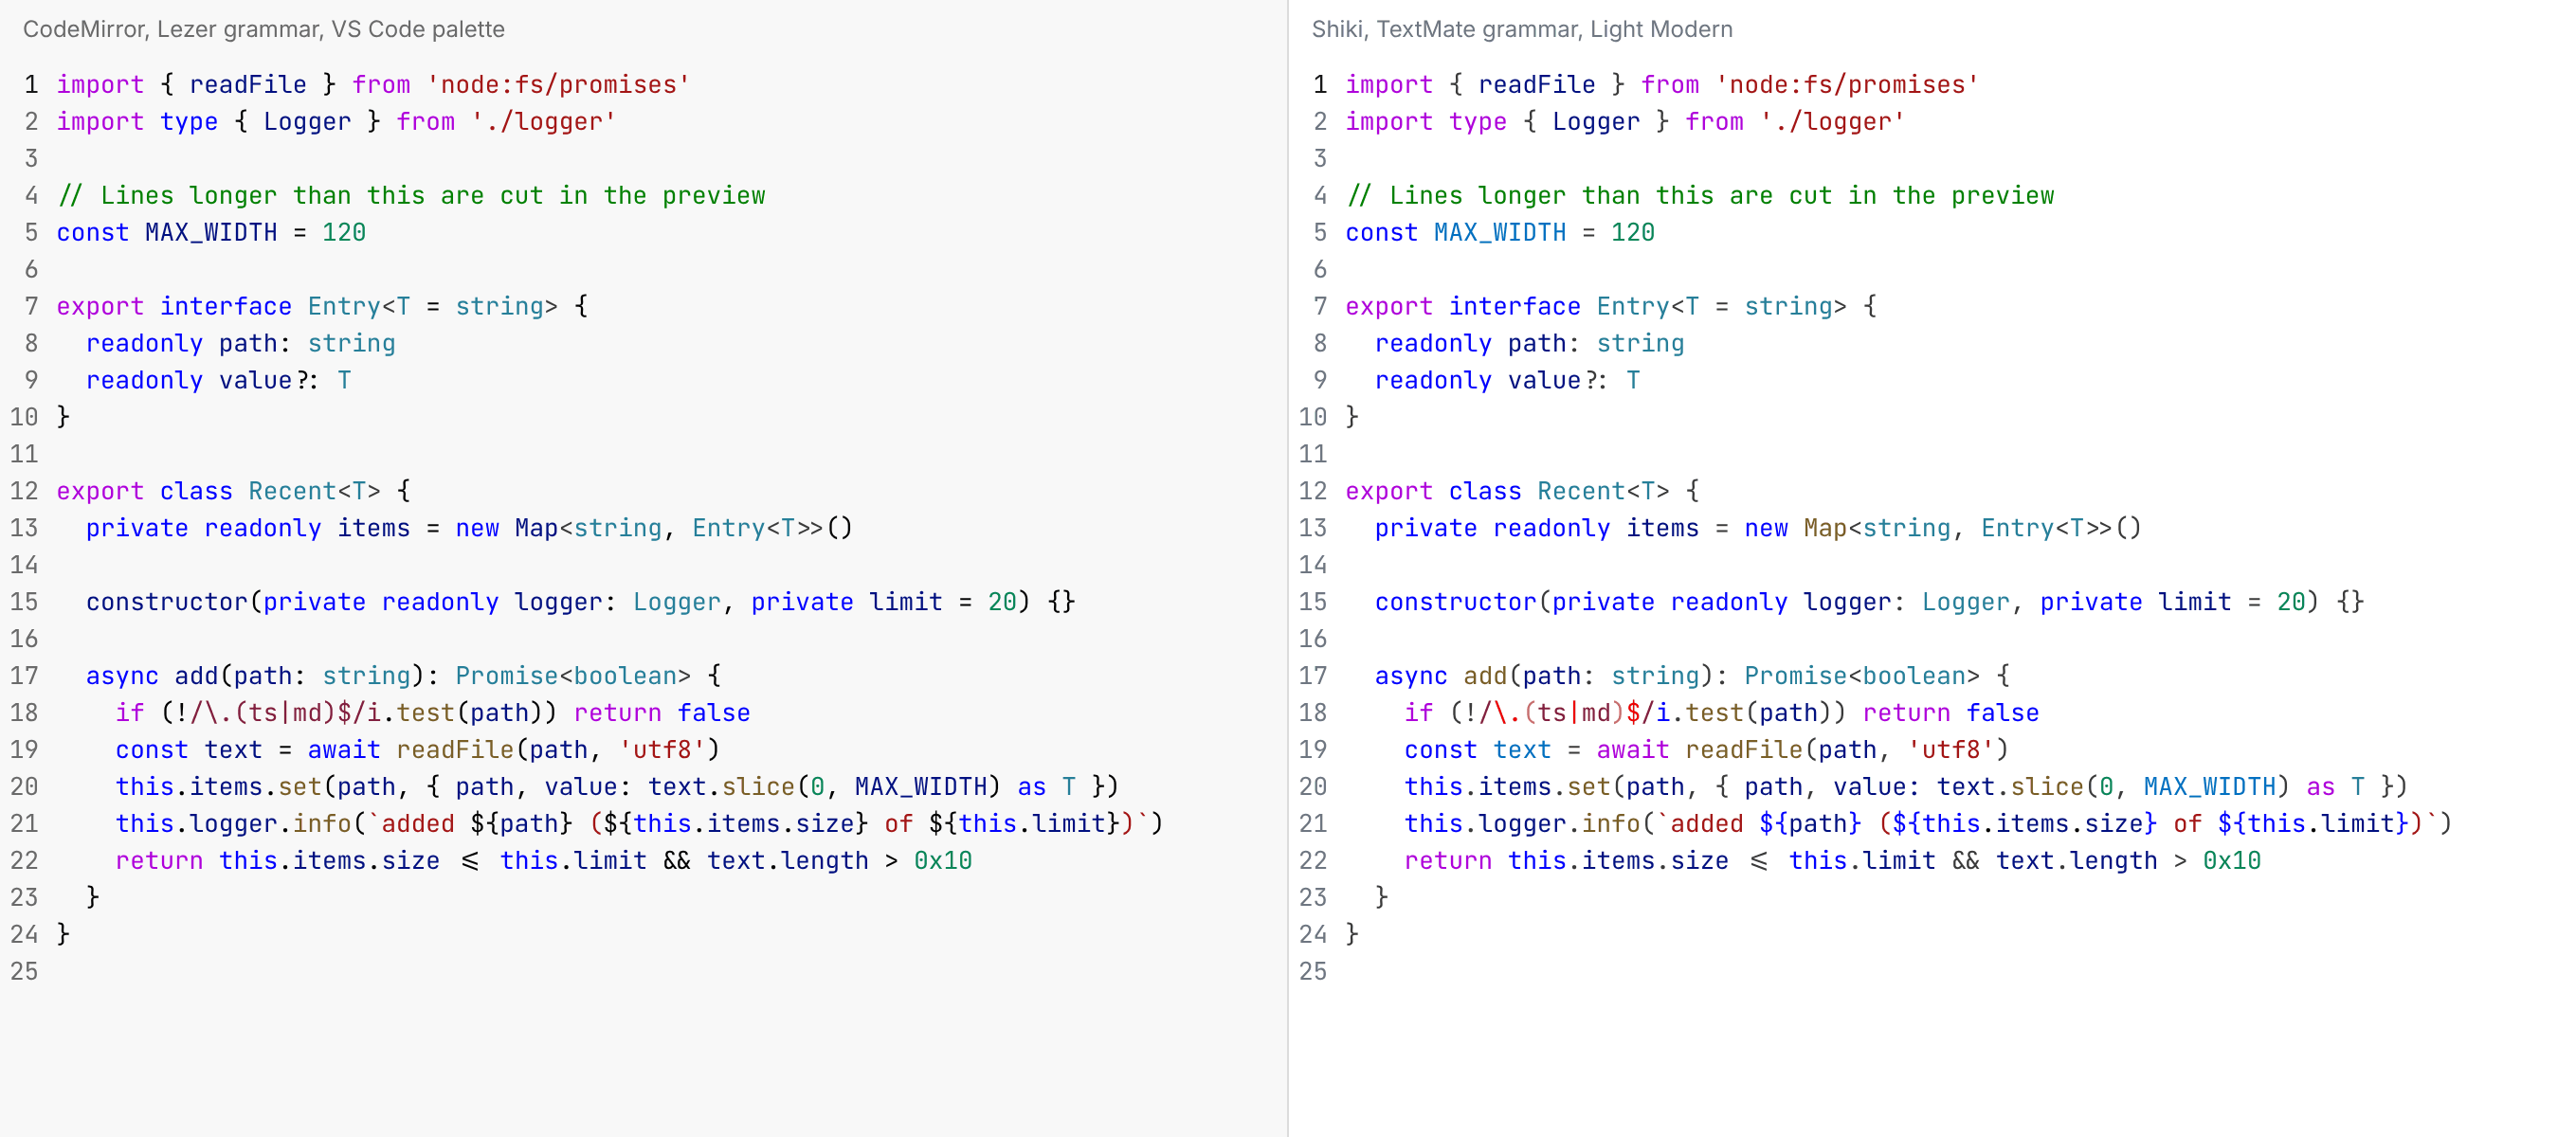 CodeMirror, Lezer grammar, VS Code palette
1 import { readFile } from 'node:fs/promises'
2 import type { Logger } from './logger'
3
4 // Lines longer than this are cut in the preview
5 const MAX_WIDTH = 120
6
7 export interface Entry<T = string> {
8   readonly path: string
9   readonly value?: T
10 }
11
12 export class Recent<T> {
13   private readonly items = new Map<string, Entry<T>>()
14
15   constructor(private readonly logger: Logger, private limit = 20) {}
16
17   async add(path: string): Promise<boolean> {
18     if (!/\.(ts|md)$/i.test(path)) return false
19     const text = await readFile(path, 'utf8')
20     this.items.set(path, { path, value: text.slice(0, MAX_WIDTH) as T })
21     this.logger.info(`added ${path} (${this.items.size} of ${this.limit})`)
22     return this.items.size <= this.limit && text.length > 0x10
23   }
24 }
25
Shiki, TextMate grammar, Light Modern
1 import { readFile } from 'node:fs/promises'
2 import type { Logger } from './logger'
3
4 // Lines longer than this are cut in the preview
5 const MAX_WIDTH = 120
6
7 export interface Entry<T = string> {
8   readonly path: string
9   readonly value?: T
10 }
11
12 export class Recent<T> {
13   private readonly items = new Map<string, Entry<T>>()
14
15   constructor(private readonly logger: Logger, private limit = 20) {}
16
17   async add(path: string): Promise<boolean> {
18     if (!/\.(ts|md)$/i.test(path)) return false
19     const text = await readFile(path, 'utf8')
20     this.items.set(path, { path, value: text.slice(0, MAX_WIDTH) as T })
21     this.logger.info(`added ${path} (${this.items.size} of ${this.limit})`)
22     return this.items.size <= this.limit && text.length > 0x10
23   }
24 }
25